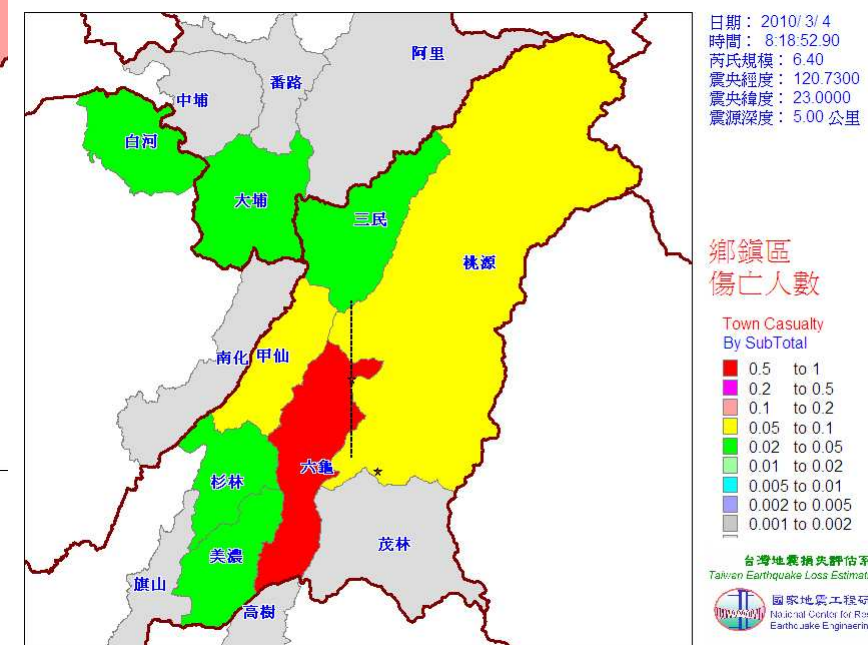 日期： 2010/ 3/ 4
時間： 8:18:52.90
芮氏規模： 6.40
震央經度： 120.7300
震央緯度： 23.0000
震源深度： 5.00 公里
阿里
番路
中埔
白河
大埔
三民
桃源
南化
甲仙
六龜
杉林
美濃
茂林
旗山
高樹
鄉鎮區
傷亡人數
Town Casualty
By SubTotal
0.5 to 1
0.2 to 0.5
0.1 to 0.2
0.05 to 0.1
0.02 to 0.05
0.01 to 0.02
0.005 to 0.01
0.002 to 0.005
0.001 to 0.002
台灣地震損失評估系
Taiwan Earthquake Loss Estimat
國家地震工程研
National Center for Res
Earthquake Engineerin